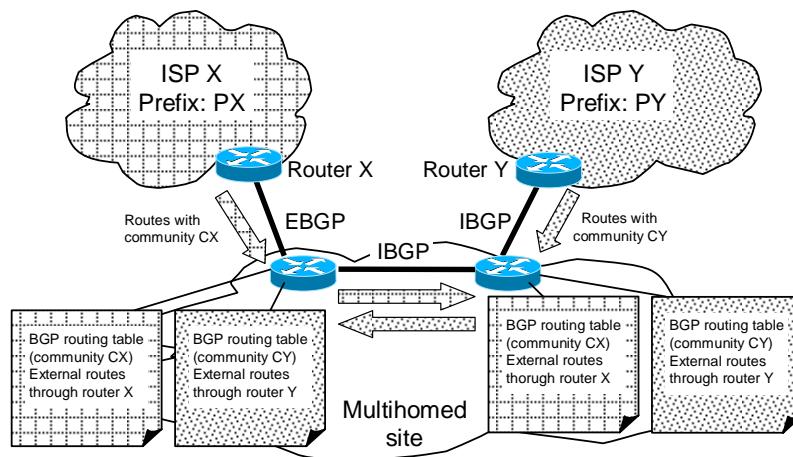 ISP X
Prefix: PX
ISP Y
Prefix: PY
Router X
Router Y
Routes with
community CX
EBGP
IBGP
Routes with
community CY
IBGP
BGP routing table
(community CX)
External routes
through router X
BGP routing table
(community CY)
External routes
through router Y
BGP routing table
(community CX)
External routes
thorugh router X
BGP routing table
(community CY)
External routes
through router Y
Multihomed
site